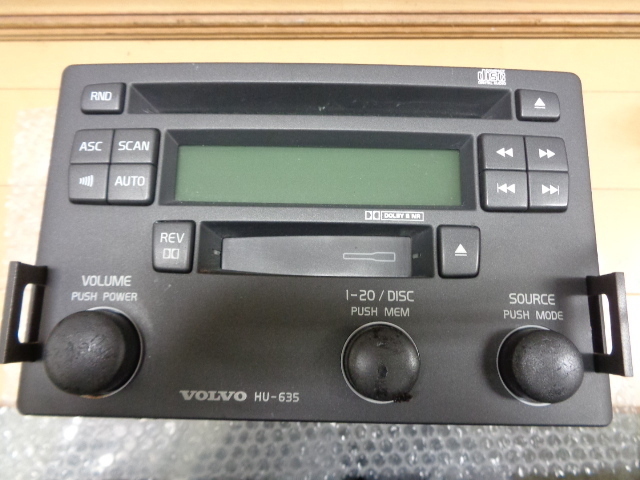 disc
RND
ASC SCAN
AUTO
DOLBY B NR
REV
VOLUME
PUSH POWER
1-20 / DISC
PUSH MEM
SOURCE
PUSH MODE
VOLVO HU-635